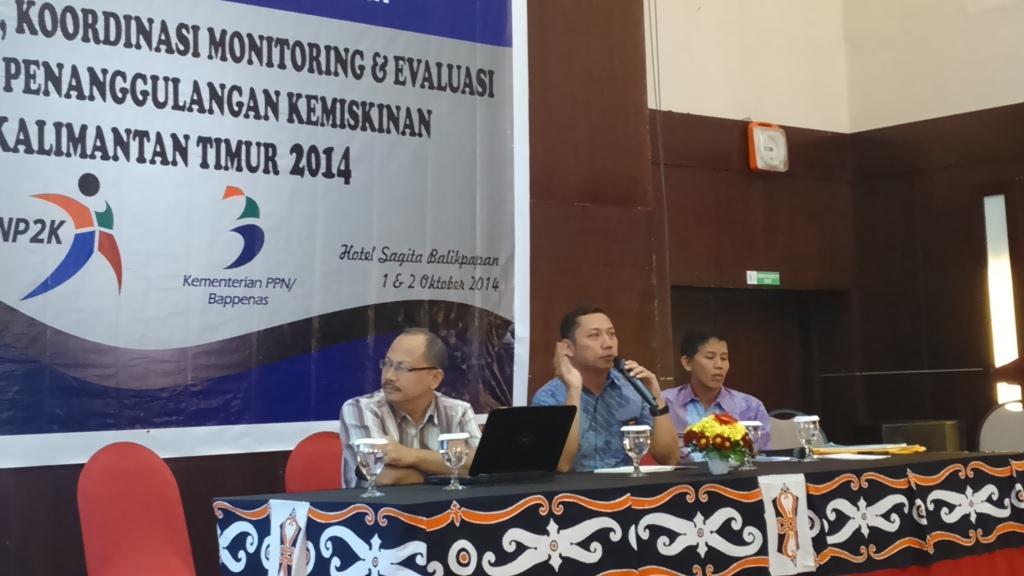 , KOORDINASI MONITORING & EVALUASI
PENANGGULANGAN KEMISKINAN
KALIMANTAN TIMUR 2014
NP2K
Kementerian PPN/
Bappenas
Hotel Sagita Balikpapan
1 & 2 Oktober 2014